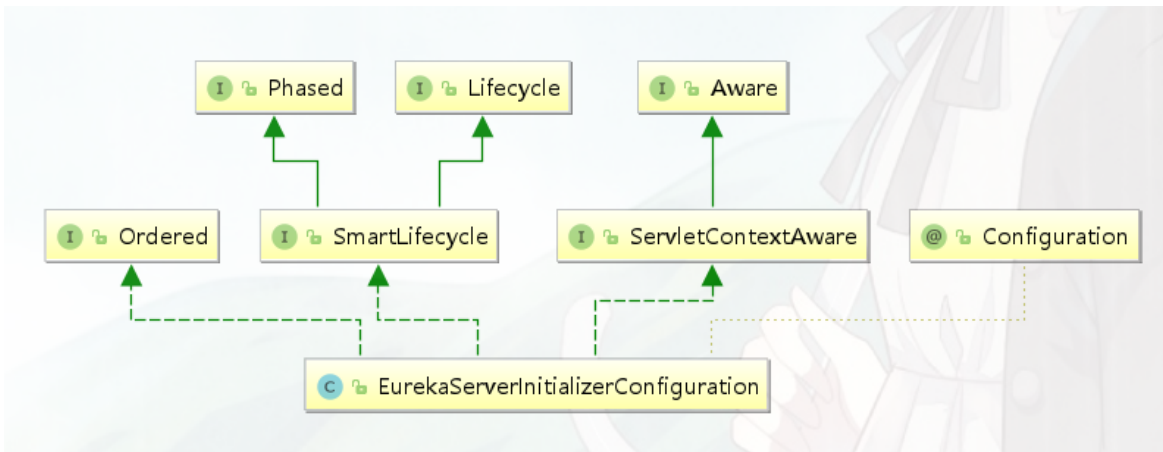 I Phased
I Lifecycle
I Aware
I Ordered
I SmartLifecycle
I ServletContextAware
@ Configuration
C EurekaServerInitializerConfiguration